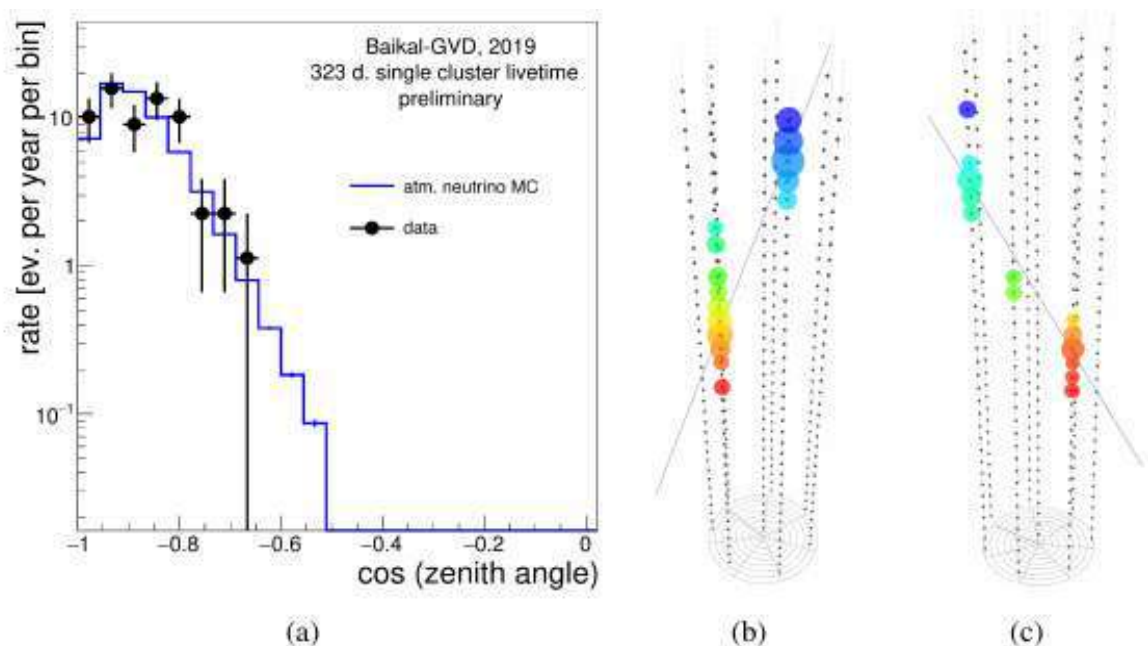 Baikal-GVD, 2019
323 d. single cluster livetime
preliminary
atm. neutrino MC
data
rate [ev. per year per bin]
10
1
10⁻¹
−1
−0.8
−0.6
−0.4
−0.2
0
cos (zenith angle)
(a)
(b)
(c)